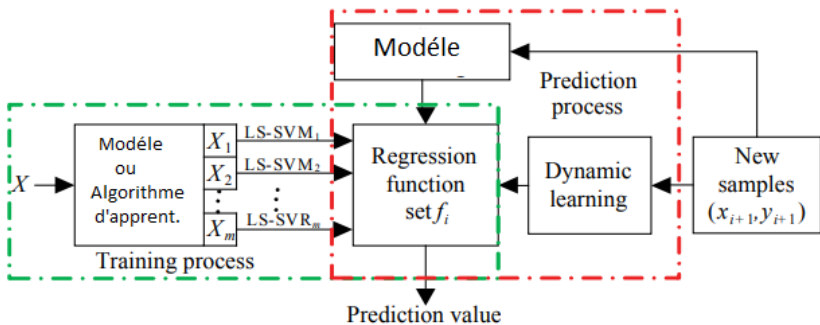 Modéle
Prediction
process
X
Modéle
ou
Algorithme
d'apprent.
X₁
X₂
Xₘ
LS-SVM₁
LS-SVM₂
LS-SVRₘ
Regression
function
set fᵢ
Dynamic
learning
New
samples
(xᵢ₊₁,yᵢ₊₁)
Training process
Prediction value